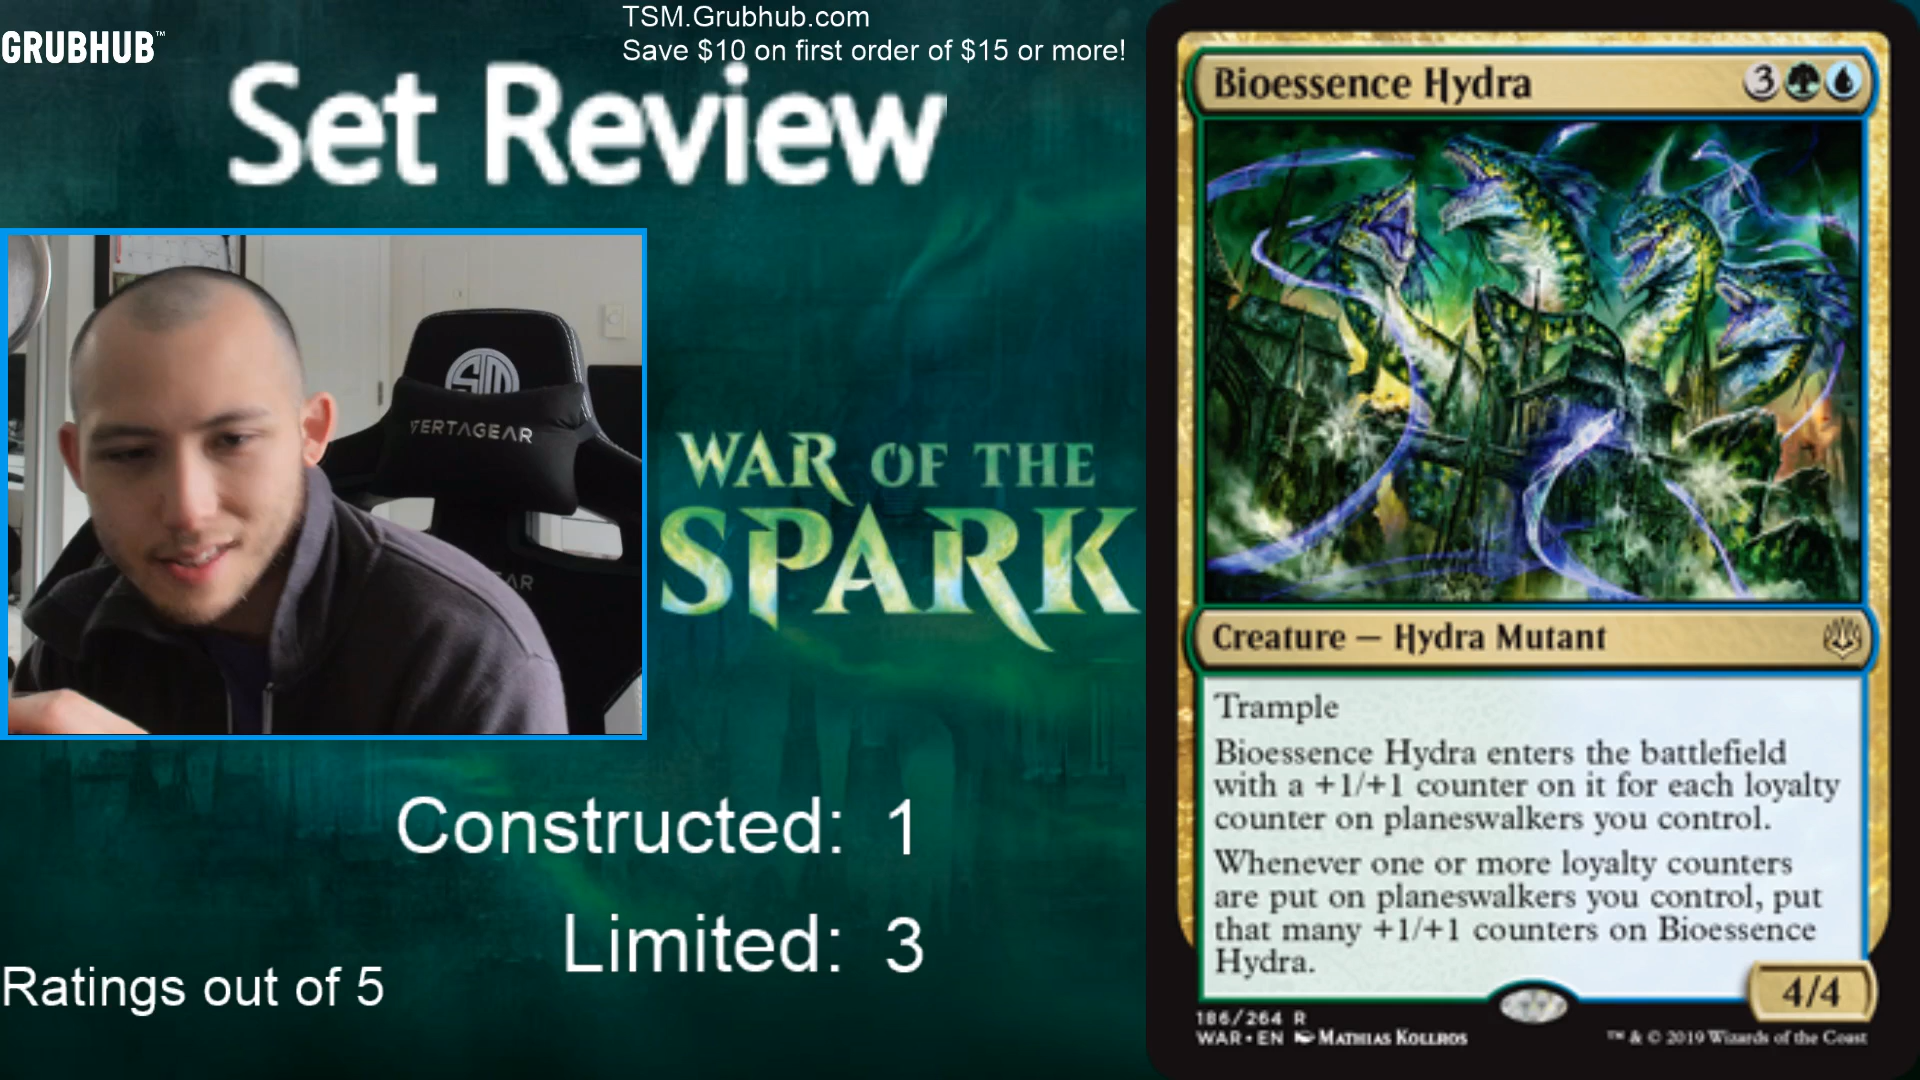 GRUBHUB™
TSM.Grubhub.com
Save $10 on first order of $15 or more!
Set Review
VERTAGEAR
WAR OF THE
SPARK
Constructed: 1
Limited: 3
Ratings out of 5
Bioessence Hydra 3
Creature — Hydra Mutant
Trample
Bioessence Hydra enters the battlefield
with a +1/+1 counter on it for each loyalty
counter on planeswalkers you control.
Whenever one or more loyalty counters
are put on planeswalkers you control, put
that many +1/+1 counters on Bioessence
Hydra.
4/4
186/264 R
WAR • EN MATHIAS KOLLROS
™ & © 2019 Wizards of the Coast